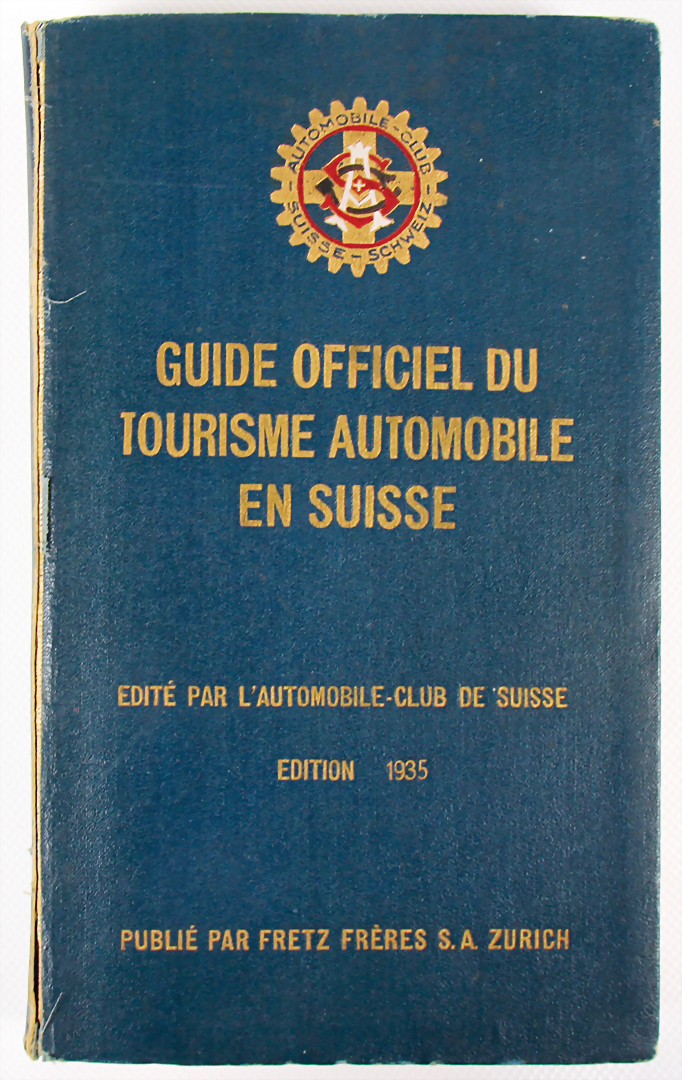 AUTOMOBILE-CLUB
SUISSE-SCHWEIZ
GUIDE OFFICIEL DU
TOURISME AUTOMOBILE
EN SUISSE
EDITÉ PAR L'AUTOMOBILE-CLUB DE SUISSE
EDITION 1935
PUBLIÉ PAR FRETZ FRÈRES S.A. ZURICH